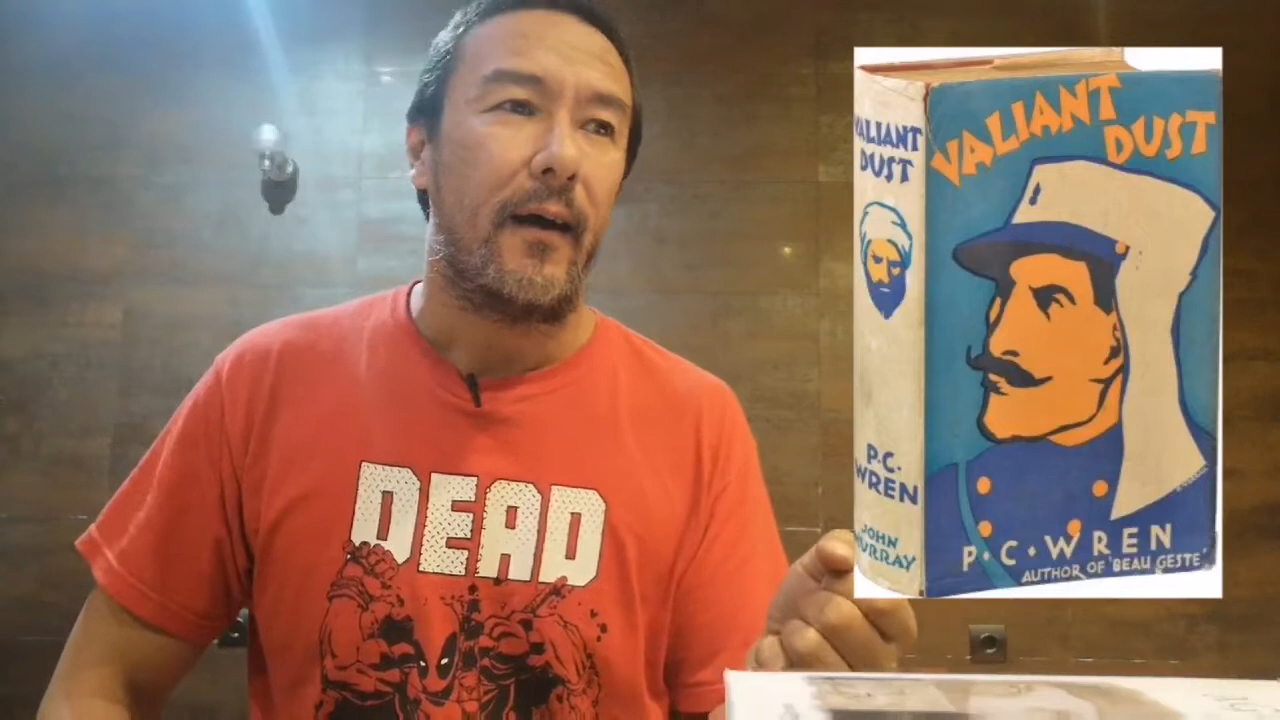 DEAD
VALIANT
DUST
P.C.
WREN
JOHN
MURRAY
VALIANT
DUST
P.C.WREN
AUTHOR OF 'BEAU GESTE'